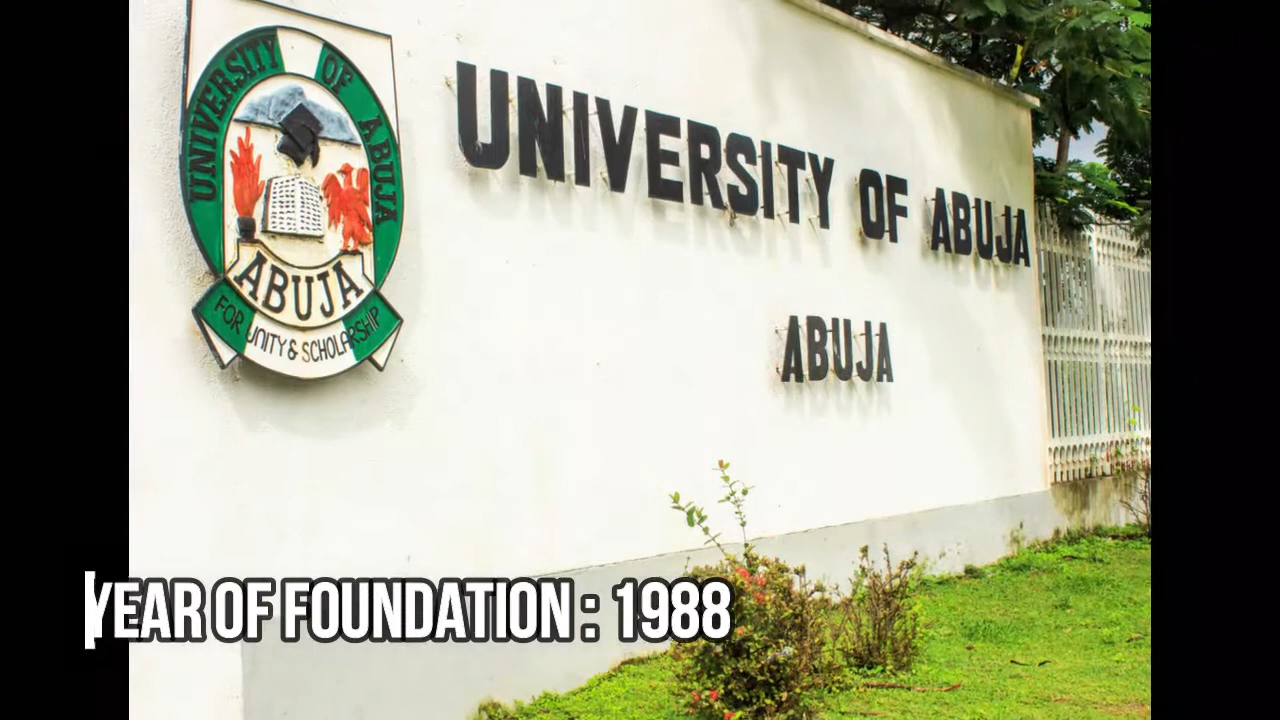 UNIVERSITY OF ABUJA
ABUJA
FOR UNITY & SCHOLARSHIP
UNIVERSITY OF ABUJA
ABUJA
YEAR OF FOUNDATION : 1988